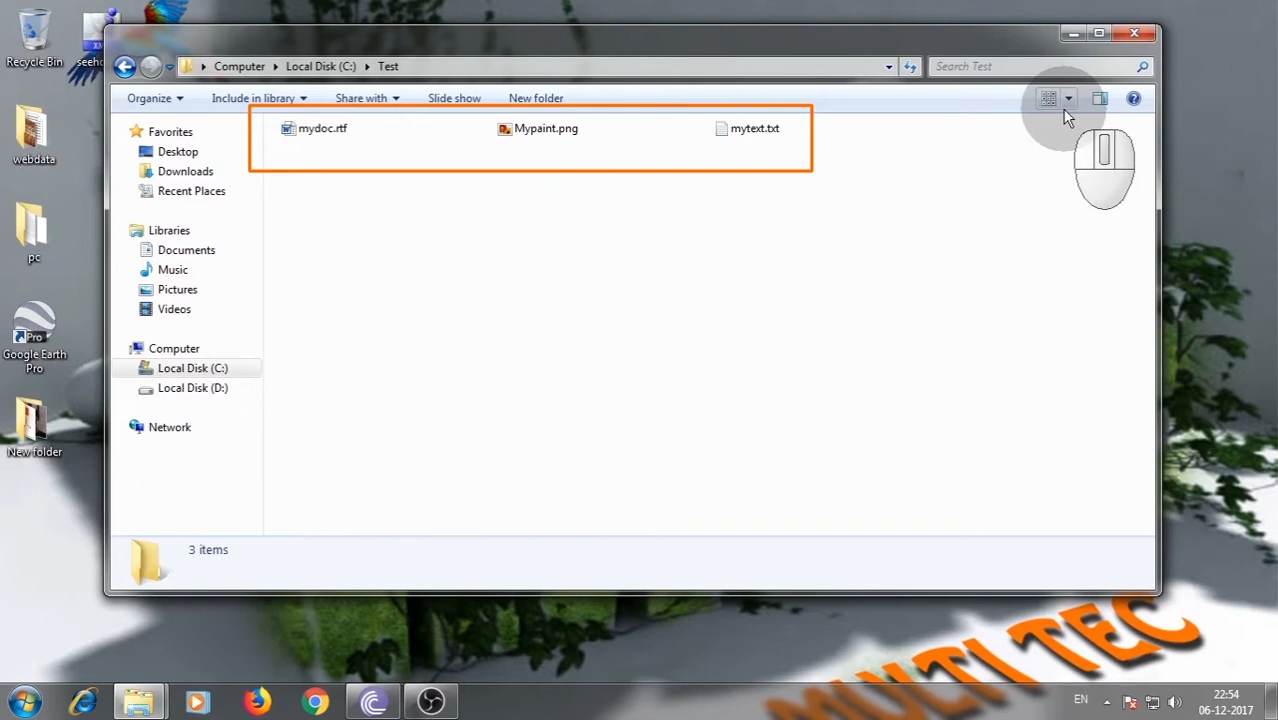 Recycle Bin
seeho
webdata
pc
Pro
Google Earth
Pro
New folder
Computer
Local Disk (C:)
Test
Search Test
Organize
Include in library
Share with
Slide show
New folder
Favorites
Desktop
Downloads
Recent Places
Libraries
Documents
Music
Pictures
Videos
Computer
Local Disk (C:)
Local Disk (D:)
Network
mydoc.rtf
Mypaint.png
mytext.txt
3 items
MULTI TEC
EN
22:54
06-12-2017